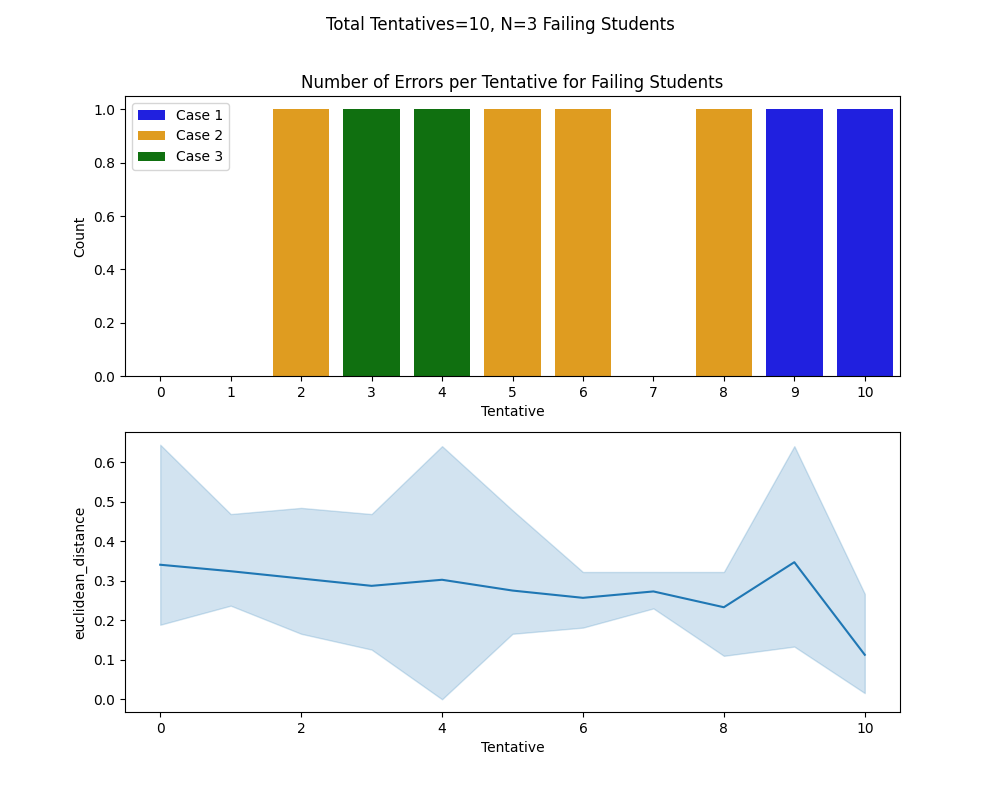 Total Tentatives=10, N=3 Failing Students
Number of Errors per Tentative for Failing Students
1.0
0.8
0.6
0.4
0.2
0.0
Count
Case 1
Case 2
Case 3
0 1 2 3 4 5 6 7 8 9 10
Tentative
0.6
0.5
0.4
0.3
0.2
0.1
0.0
euclidean_distance
0 2 4 6 8 10
Tentative